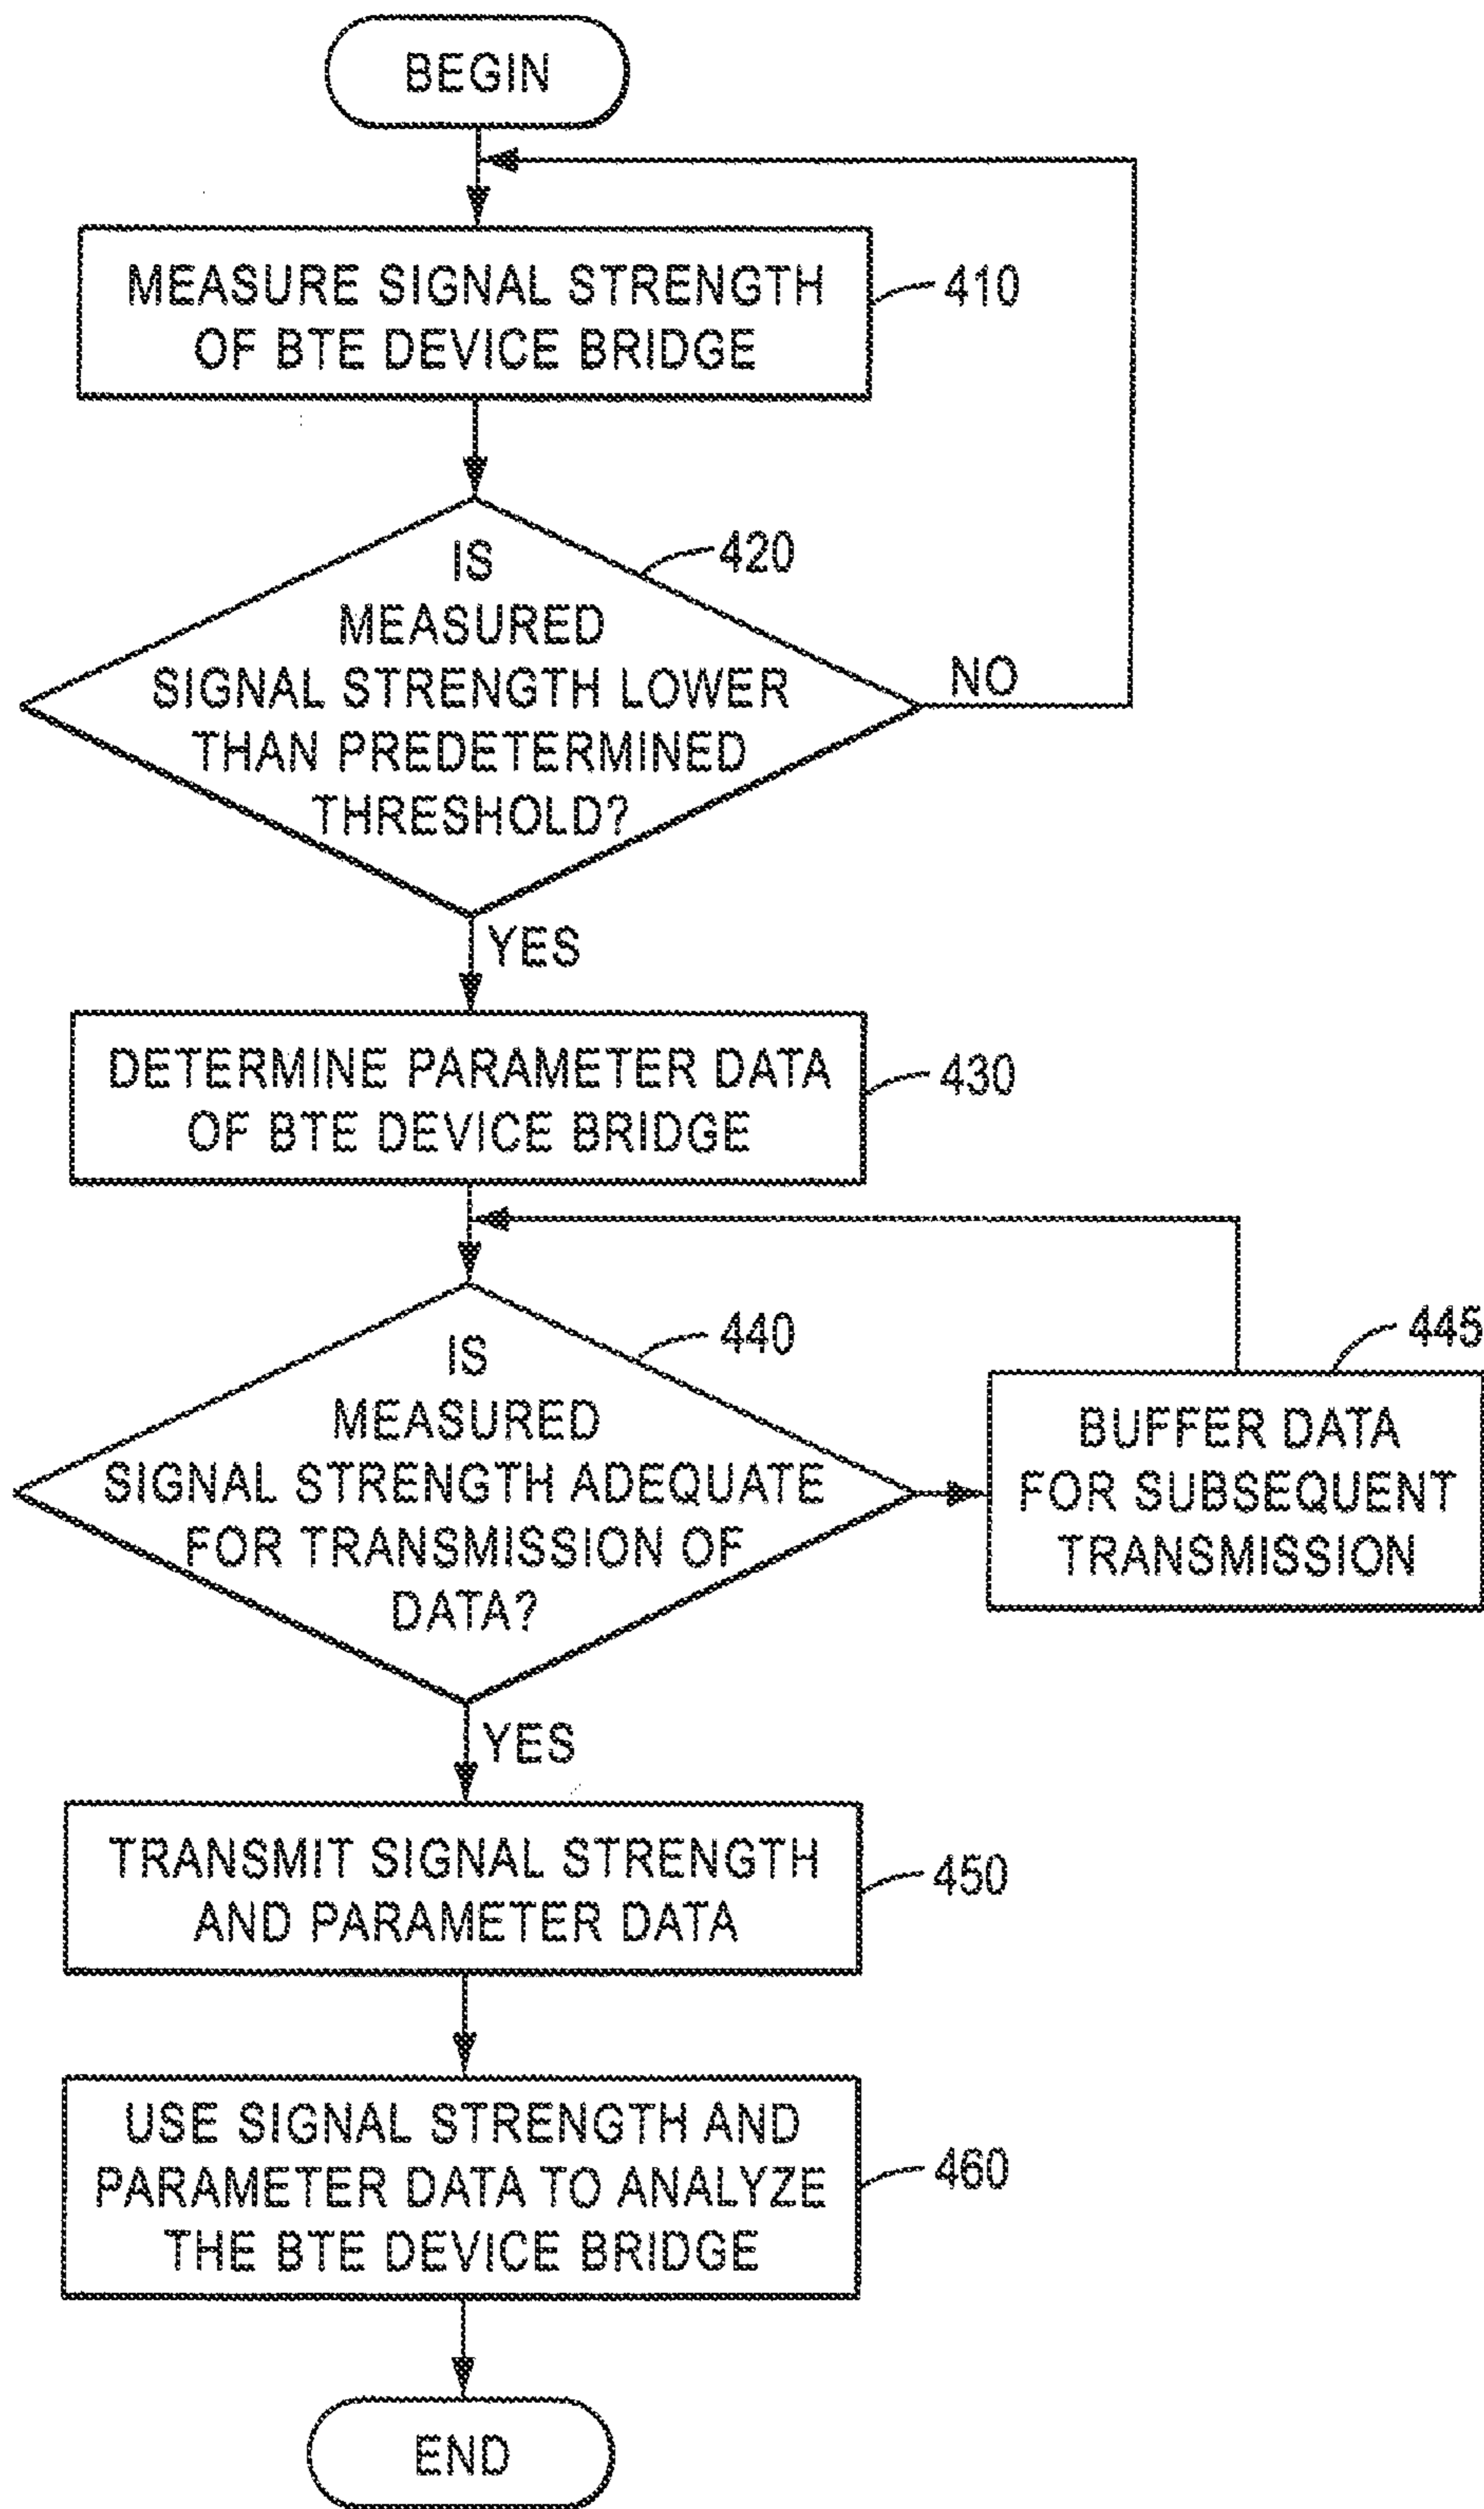 BEGIN
MEASURE SIGNAL STRENGTH
OF BTE DEVICE BRIDGE
410
IS
MEASURED
SIGNAL STRENGTH LOWER
THAN PREDETERMINED
THRESHOLD?
420
NO
YES
DETERMINE PARAMETER DATA
OF BTE DEVICE BRIDGE
430
IS
MEASURED
SIGNAL STRENGTH ADEQUATE
FOR TRANSMISSION OF
DATA?
440
445
BUFFER DATA
FOR SUBSEQUENT
TRANSMISSION
YES
TRANSMIT SIGNAL STRENGTH
AND PARAMETER DATA
450
USE SIGNAL STRENGTH AND
PARAMETER DATA TO ANALYZE
THE BTE DEVICE BRIDGE
460
END